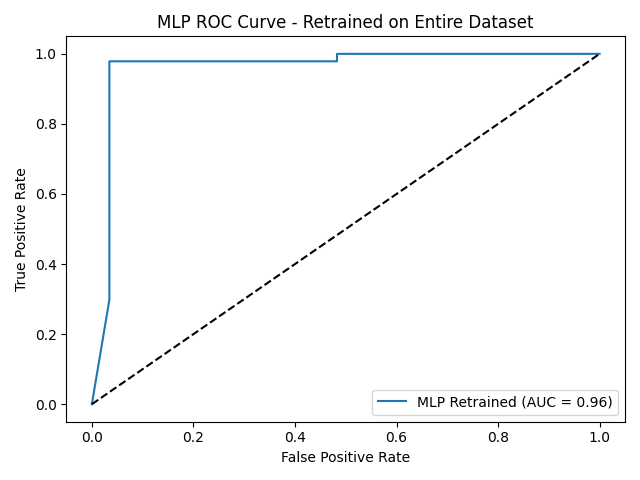 MLP ROC Curve - Retrained on Entire Dataset
True Positive Rate
1.0
0.8
0.6
0.4
0.2
0.0
MLP Retrained (AUC = 0.96)
0.0 0.2 0.4 0.6 0.8 1.0
False Positive Rate